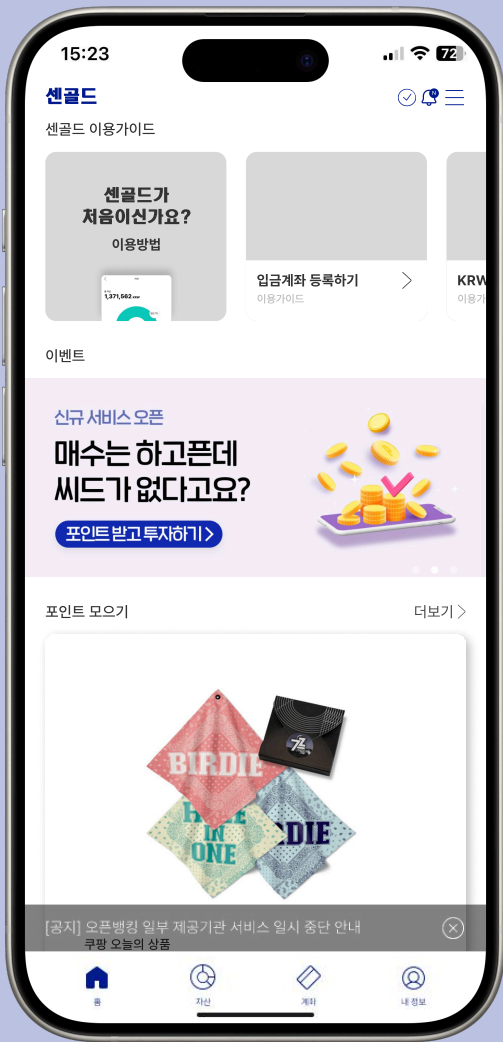 15:23
72
센골드
N
센골드 이용가이드
센골드가
처음이신가요?
이용방법
1,371,562 KRW
입금계좌 등록하기
이용가이드
KRW
이용가
이벤트
신규 서비스 오픈
매수는 하고픈데
씨드가 없다고요?
포인트 받고 투자하기 >
포인트 모으기
더보기 >
BIRDIE
HOLE
IN
ONE
BIRDIE
[공지] 오픈뱅킹 일부 제공기관 서비스 일시 중단 안내
쿠팡 오늘의 상품
홈
자산
계좌
내 정보